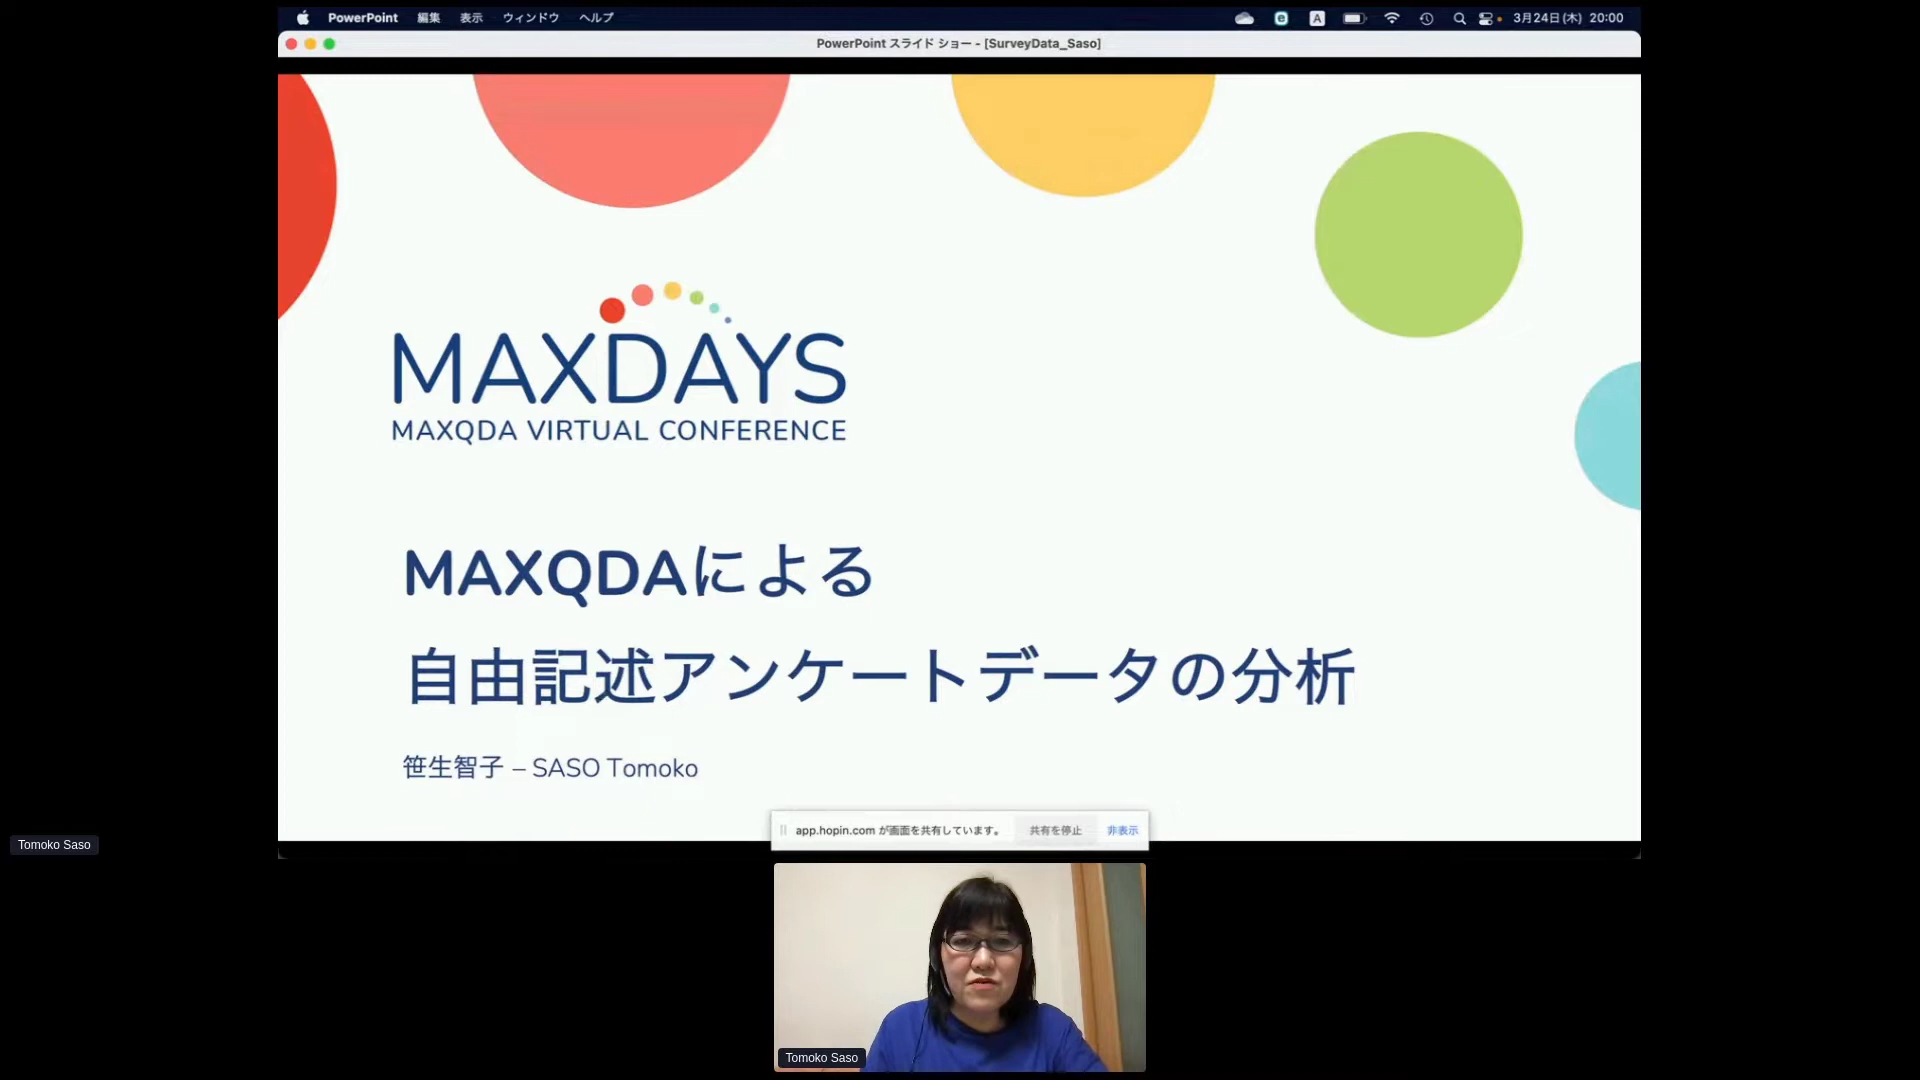 PowerPoint 編集 表示 ウィンドウ ヘルプ
3月24日(木) 20:00
PowerPoint スライド ショー - [SurveyData_Saso]
MAXDAYS
MAXQDA VIRTUAL CONFERENCE
MAXQDAによる
自由記述アンケートデータの分析
笹生智子 – SASO Tomoko
app.hopin.com が画面を共有しています。 共有を停止 非表示
Tomoko Saso
Tomoko Saso